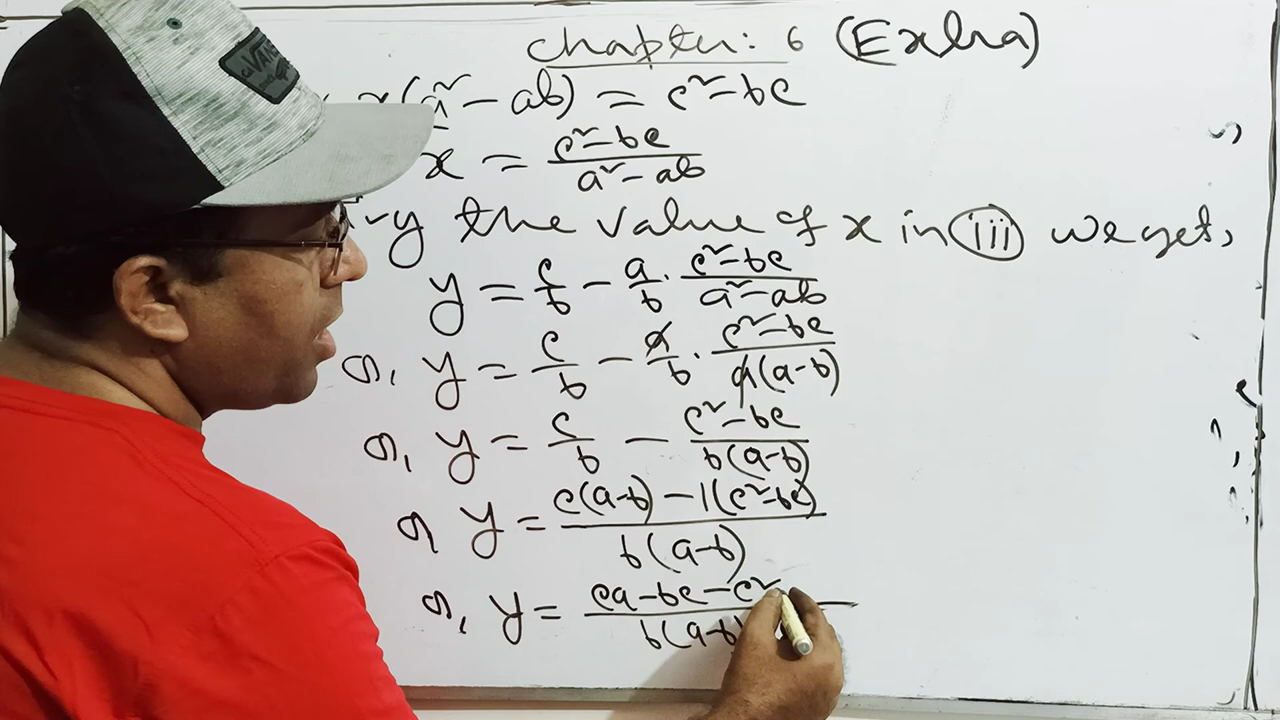 Chapter: 6 (Extra)
x(a² - ab) = c² - bc
x = (c² - bc)/(a² - ab)
the value of x in (iii) we get,
y = c/b - a/b · (c² - bc)/(a² - ab)
or, y = c/b - a/b · (c² - bc)/(a(a-b))
or, y = c/b - (c² - bc)/(b(a-b))
or y = (c(a-b) - 1(c² - bc))/(b(a-b))
or, y = (ca - bc - c²)/(b(a-b)
VANS